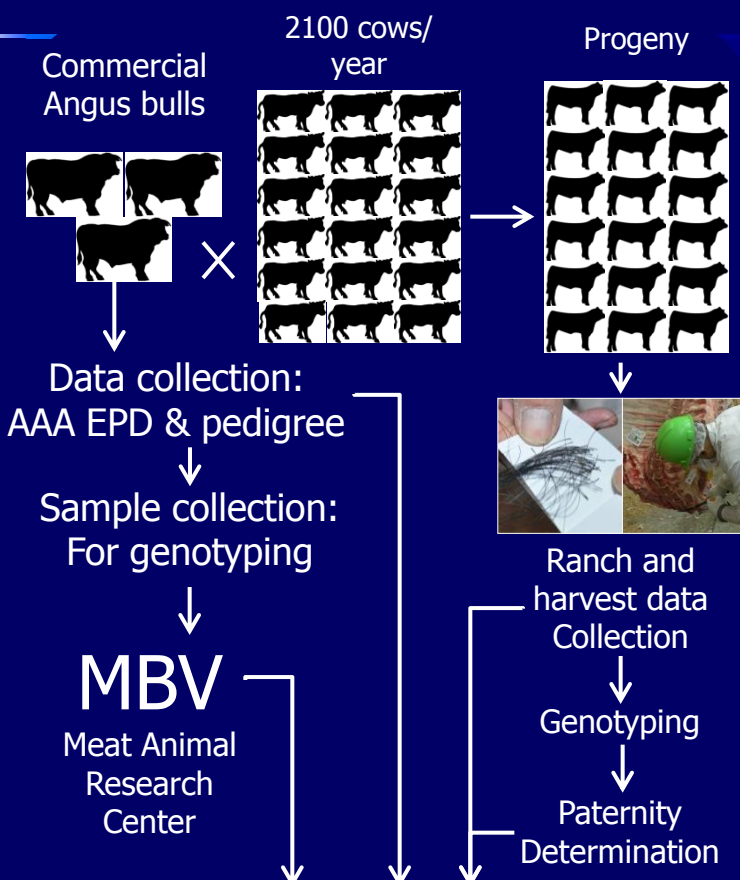 Commercial
Angus bulls
2100 cows/
year
Progeny
Data collection:
AAA EPD & pedigree
Sample collection:
For genotyping
MBV
Meat Animal
Research
Center
Ranch and
harvest data
Collection
Genotyping
Paternity
Determination